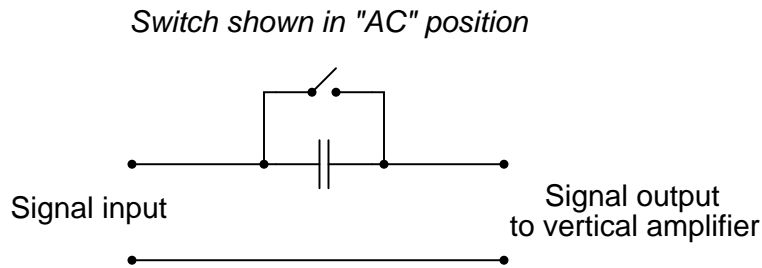 Switch shown in "AC" position
Signal input
Signal output
to vertical amplifier